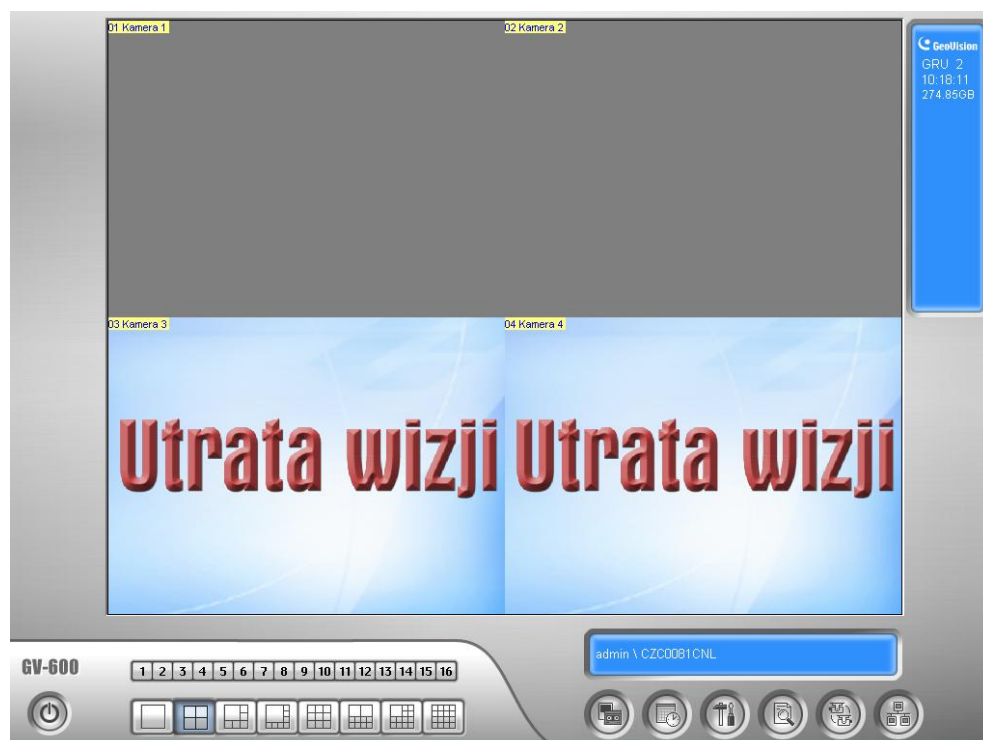 01 Kamera 1
02 Kamera 2
GeoVision
GRU 2
10:18:11
274.85GB
03 Kamera 3
04 Kamera 4
Utrata wizji
Utrata wizji
admin \ CZC0081CNL
GV-600
1 2 3 4 5 6 7 8 9 10 11 12 13 14 15 16